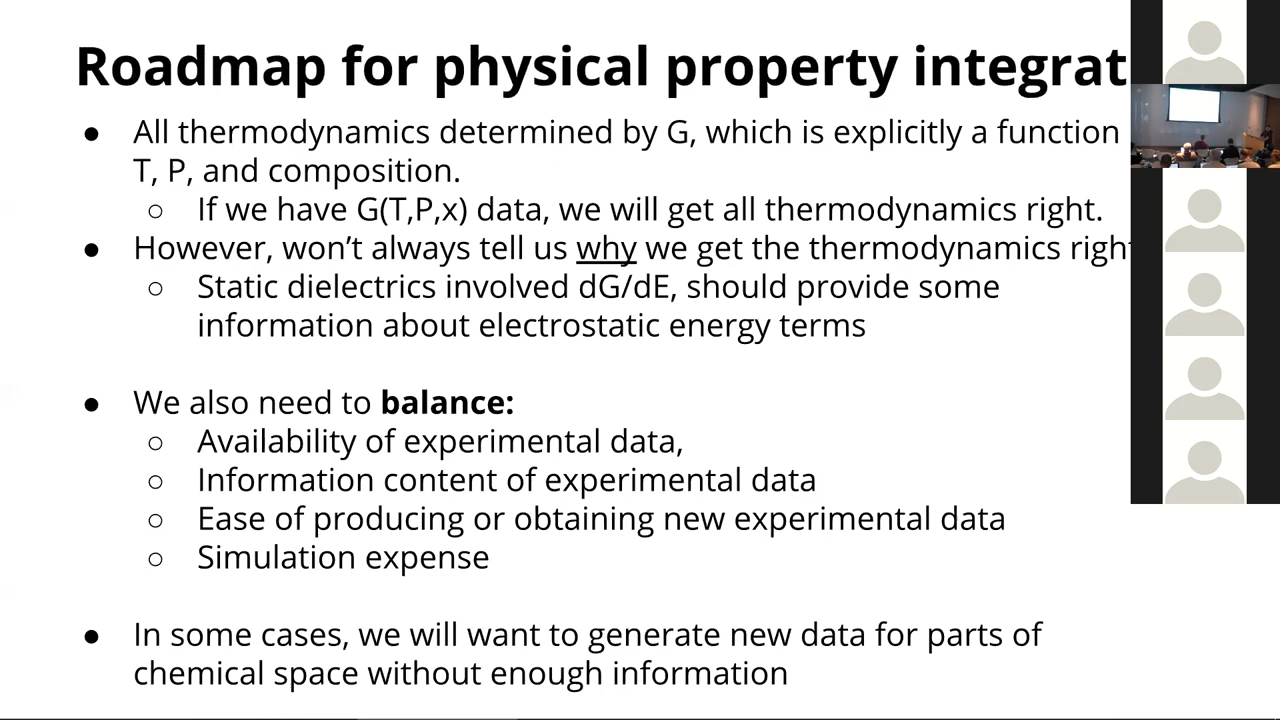 Roadmap for physical property integrat
● All thermodynamics determined by G, which is explicitly a function
T, P, and composition.
○ If we have G(T,P,x) data, we will get all thermodynamics right.
● However, won’t always tell us why we get the thermodynamics right
○ Static dielectrics involved dG/dE, should provide some
information about electrostatic energy terms
● We also need to balance:
○ Availability of experimental data,
○ Information content of experimental data
○ Ease of producing or obtaining new experimental data
○ Simulation expense
● In some cases, we will want to generate new data for parts of
chemical space without enough information